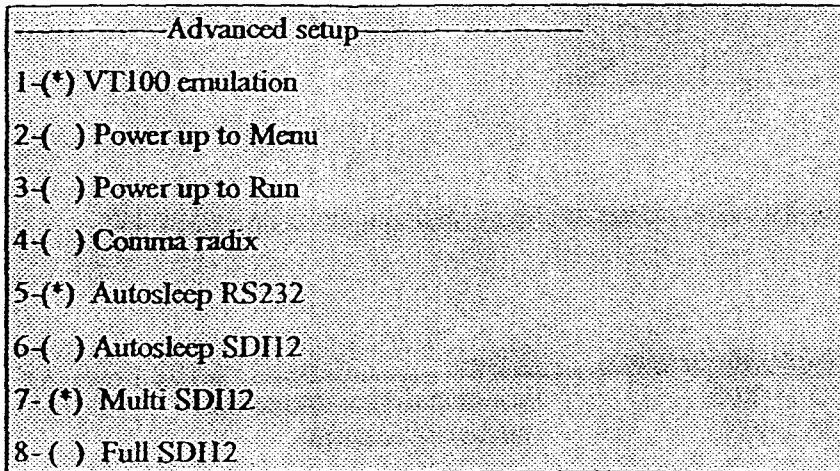 -----------Advanced setup-----------------
1-(*) VT100 emulation
2-( ) Power up to Menu
3-( ) Power up to Run
4-( ) Comma radix
5-(*) Autosleep RS232
6-( ) Autosleep SDI12
7- (*) Multi SDI12
8- ( ) Full SDI12